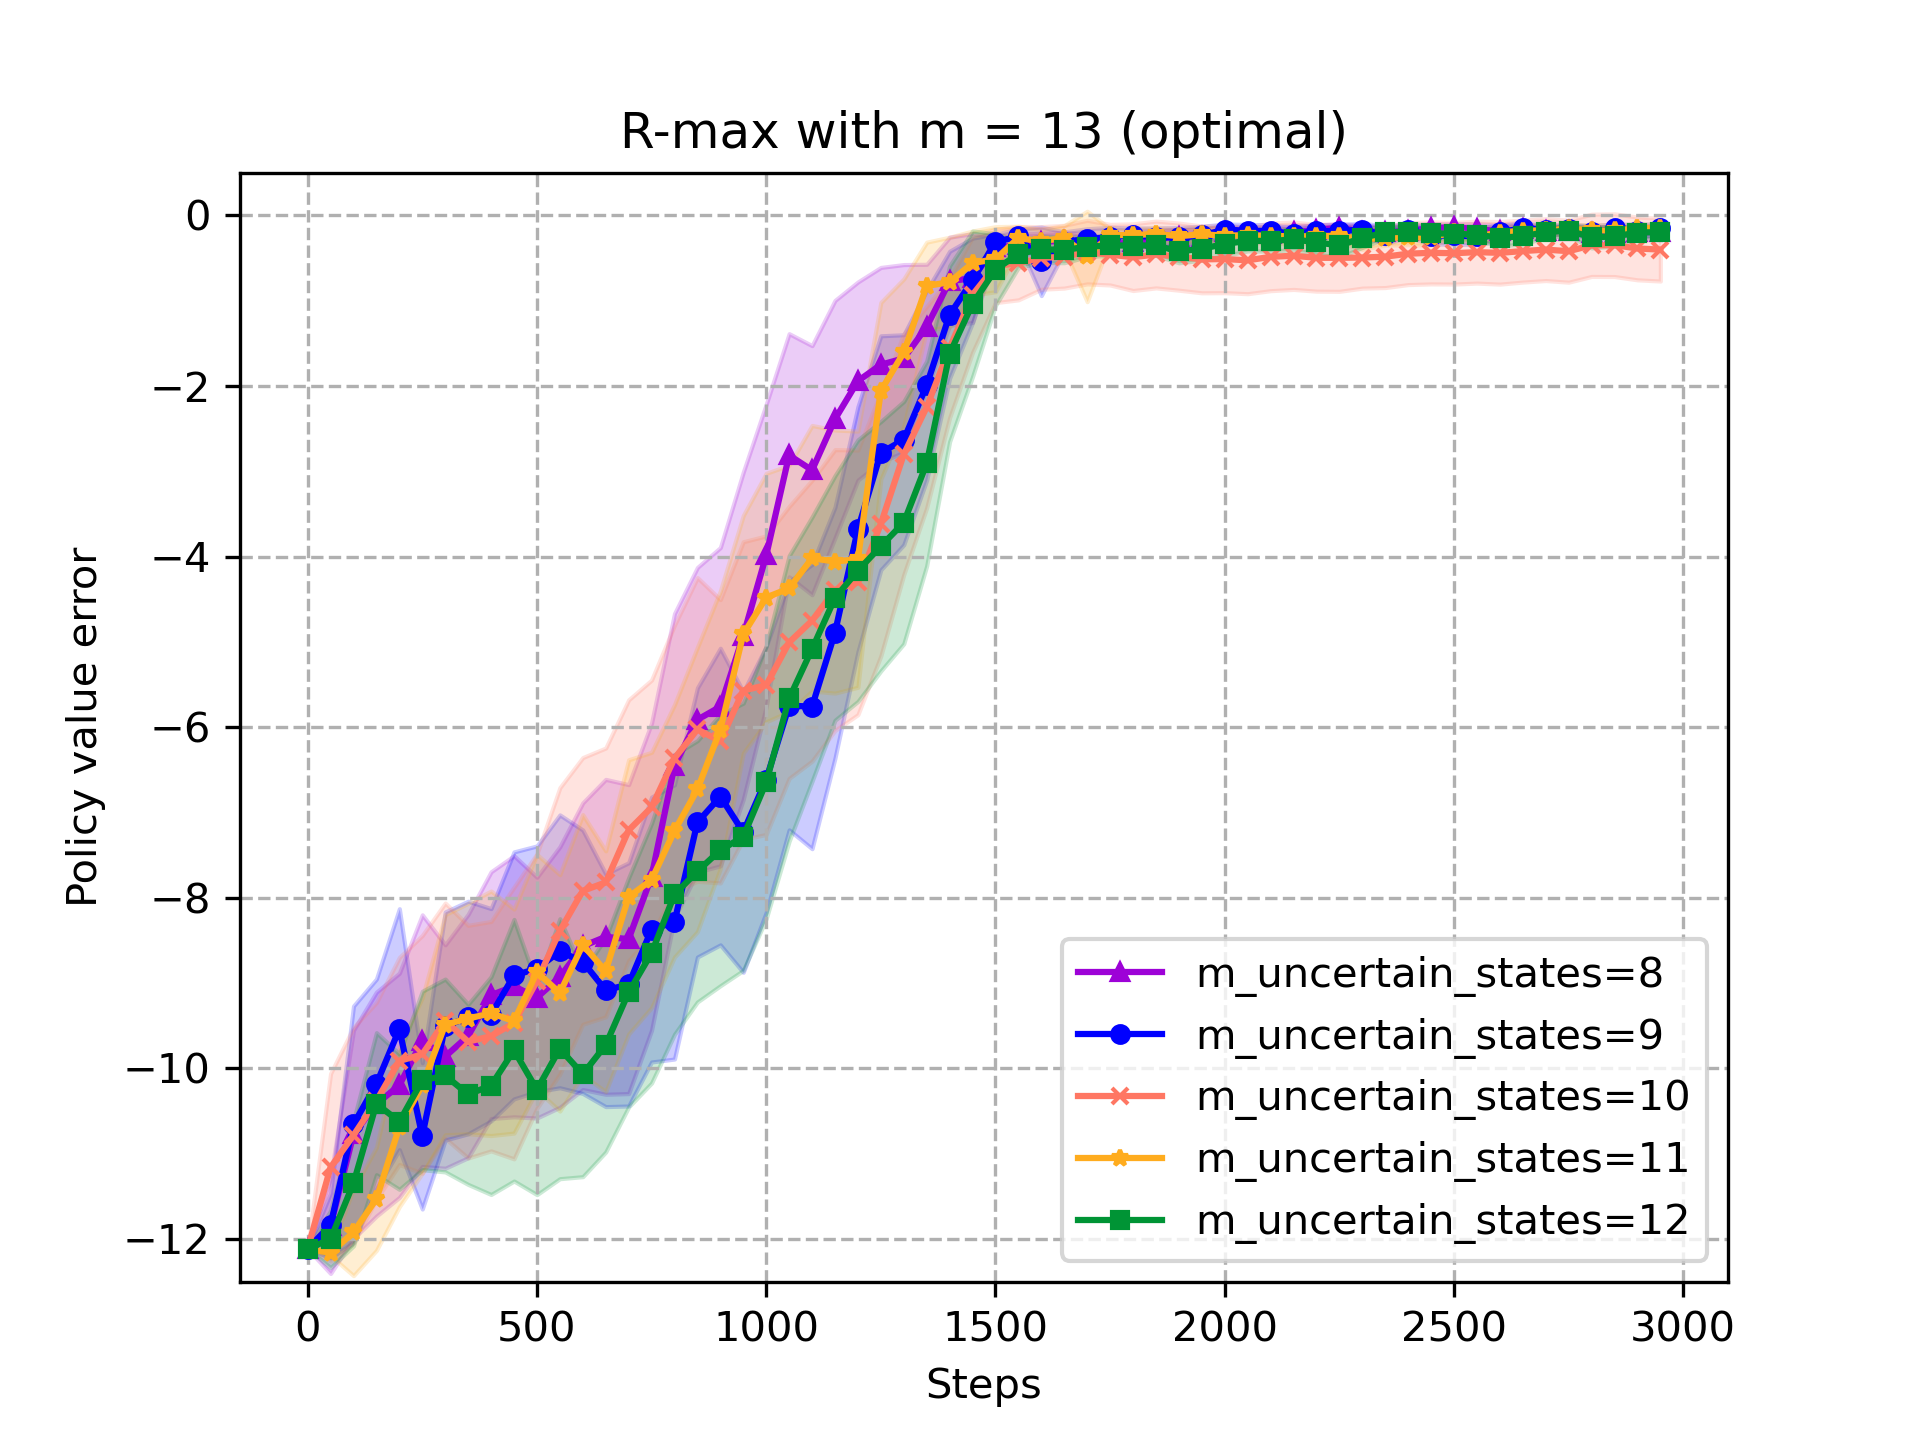 R-max with m = 13 (optimal)
Policy value error
0
−2
−4
−6
−8
−10
−12
0 500 1000 1500 2000 2500 3000
Steps
m_uncertain_states=8
m_uncertain_states=9
m_uncertain_states=10
m_uncertain_states=11
m_uncertain_states=12